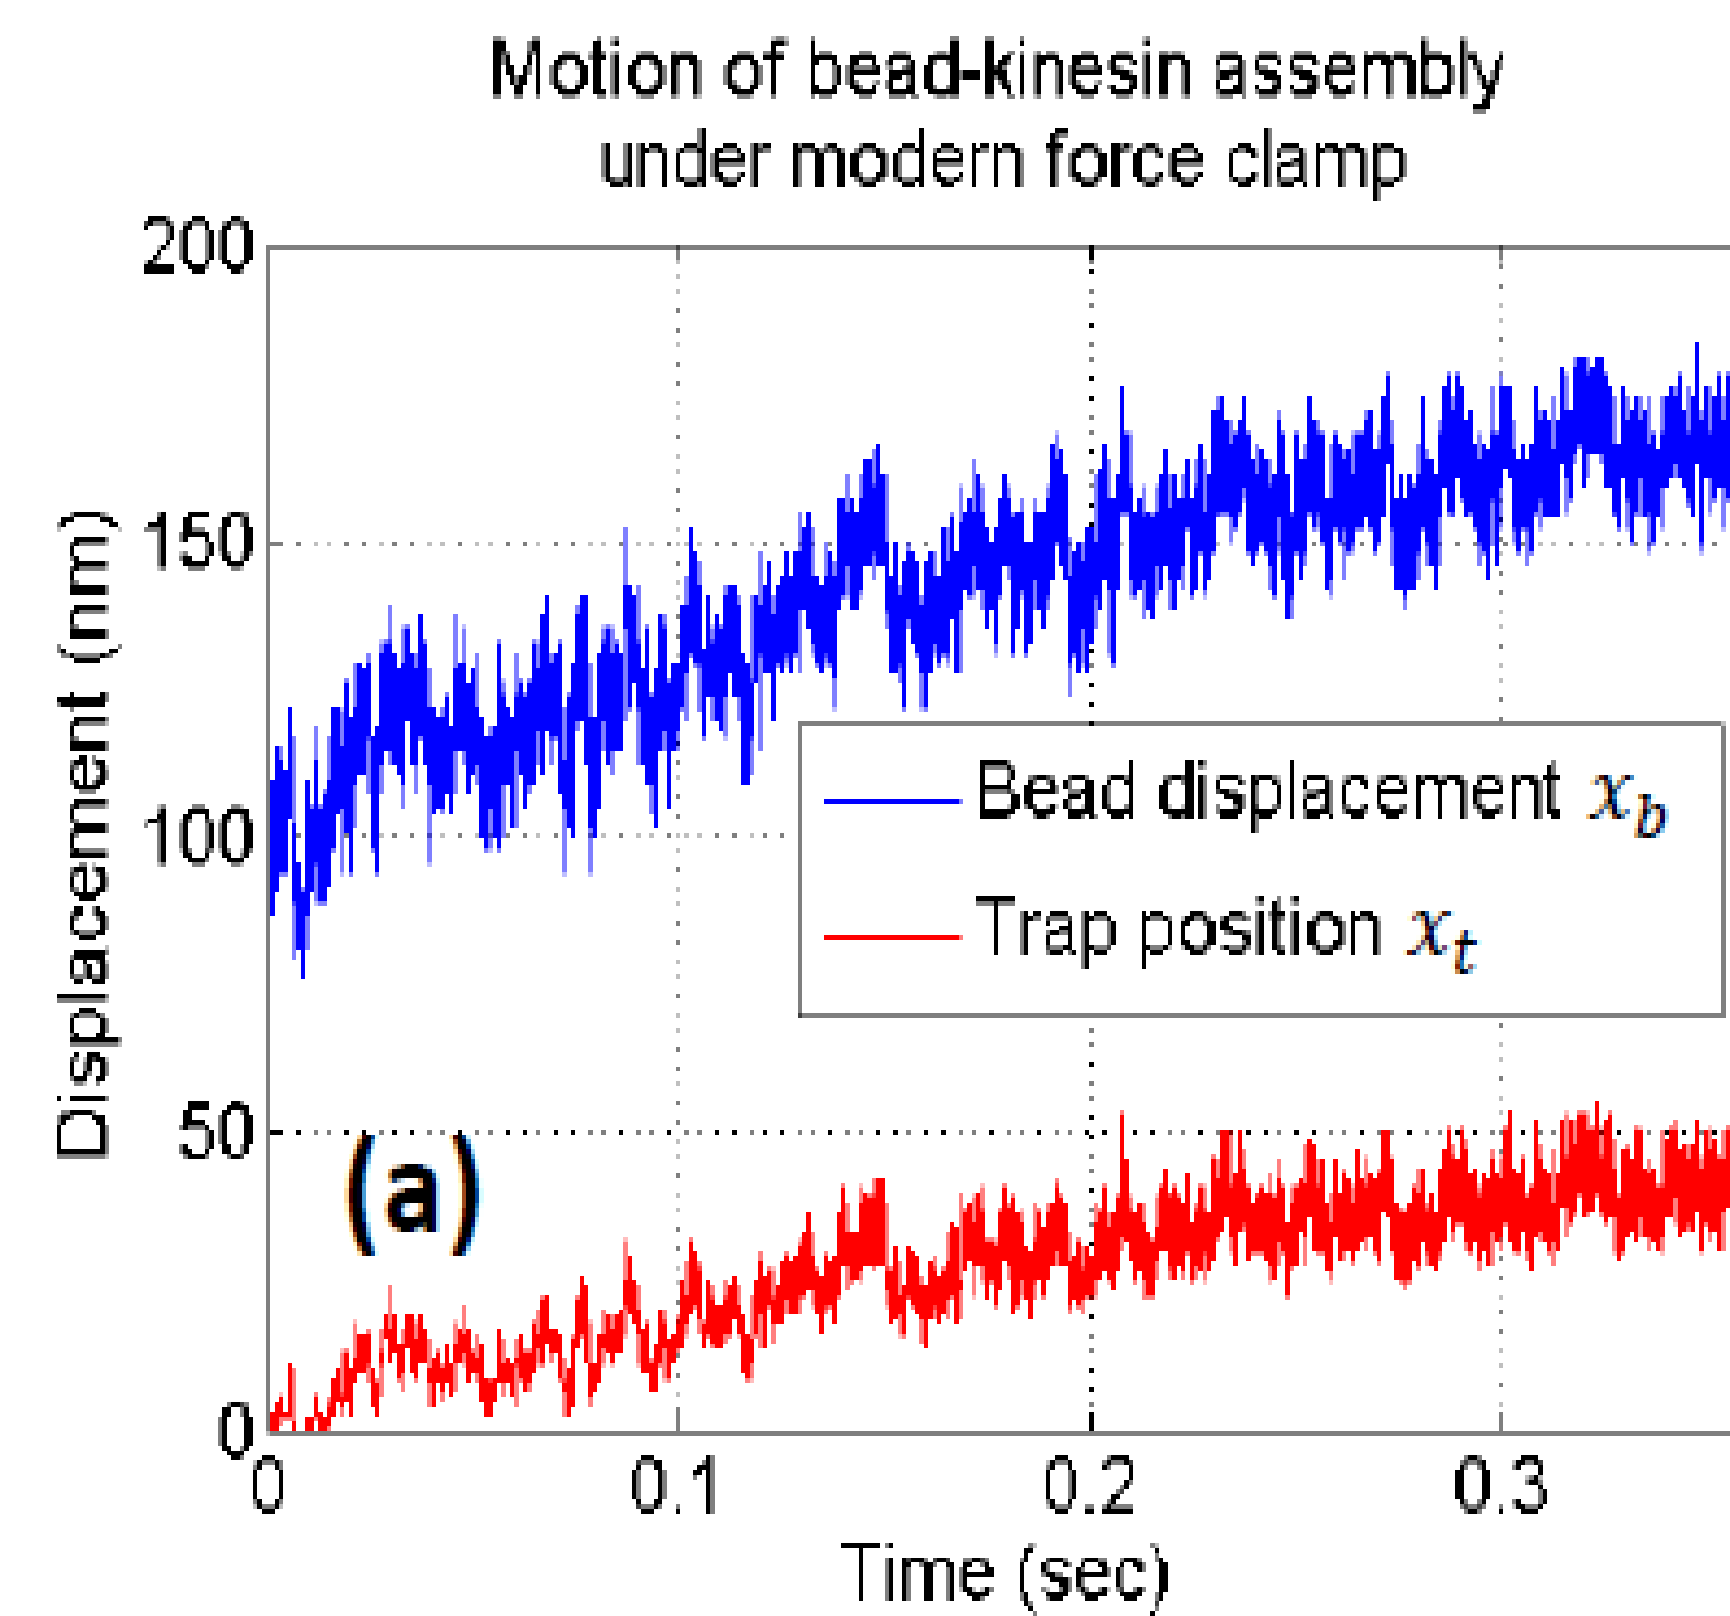 Motion of bead-kinesin assembly
under modern force clamp
200
150
100
50
0
Displacement (nm)
Bead displacement x_b
Trap position x_t
(a)
0 0.1 0.2 0.3
Time (sec)